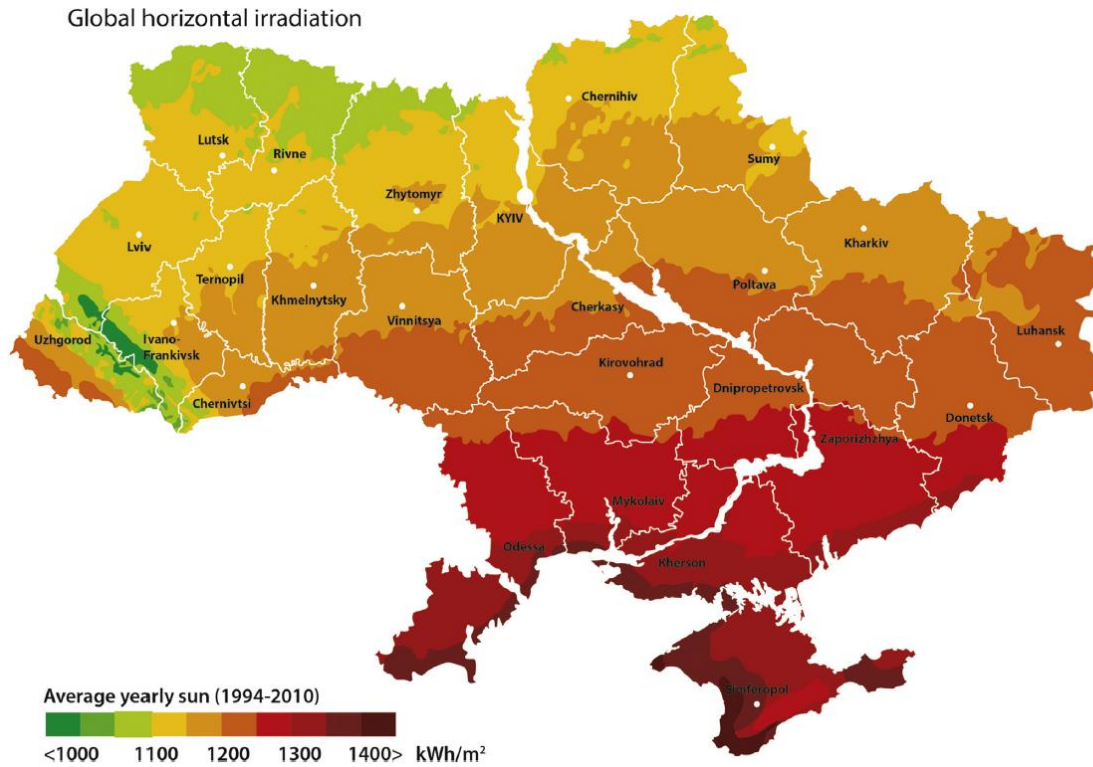 Global horizontal irradiation
Chernihiv
Lutsk
Rivne
Sumy
Zhytomyr
KYIV
Lviv
Kharkiv
Ternopil
Khmelnytsky
Poltava
Vinnitsya
Cherkasy
Uzhgorod
Ivano-
Frankivsk
Luhansk
Kirovohrad
Dnipropetrovsk
Chernivtsi
Donetsk
Zaporizhzhya
Mykolaiv
Odessa
Kherson
Simferopol
Average yearly sun (1994-2010)
<1000 1100 1200 1300 1400> kWh/m²